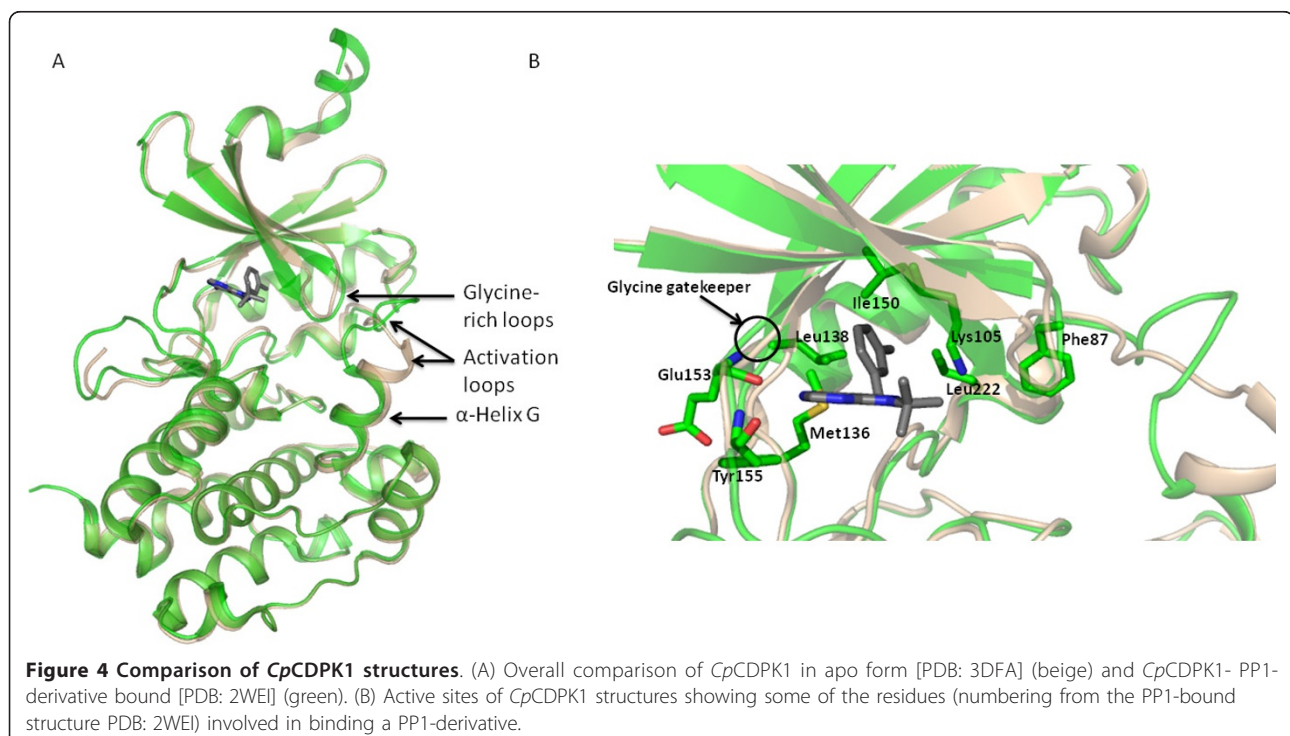 A
B
Glycine-
rich loops
Activation
loops
α-Helix G
Glycine gatekeeper
Ile150
Leu138
Lys105
Phe87
Glu153
Leu222
Met136
Tyr155
Figure 4 Comparison of CpCDPK1 structures. (A) Overall comparison of CpCDPK1 in apo form [PDB: 3DFA] (beige) and CpCDPK1- PP1-
derivative bound [PDB: 2WEI] (green). (B) Active sites of CpCDPK1 structures showing some of the residues (numbering from the PP1-bound
structure PDB: 2WEI) involved in binding a PP1-derivative.